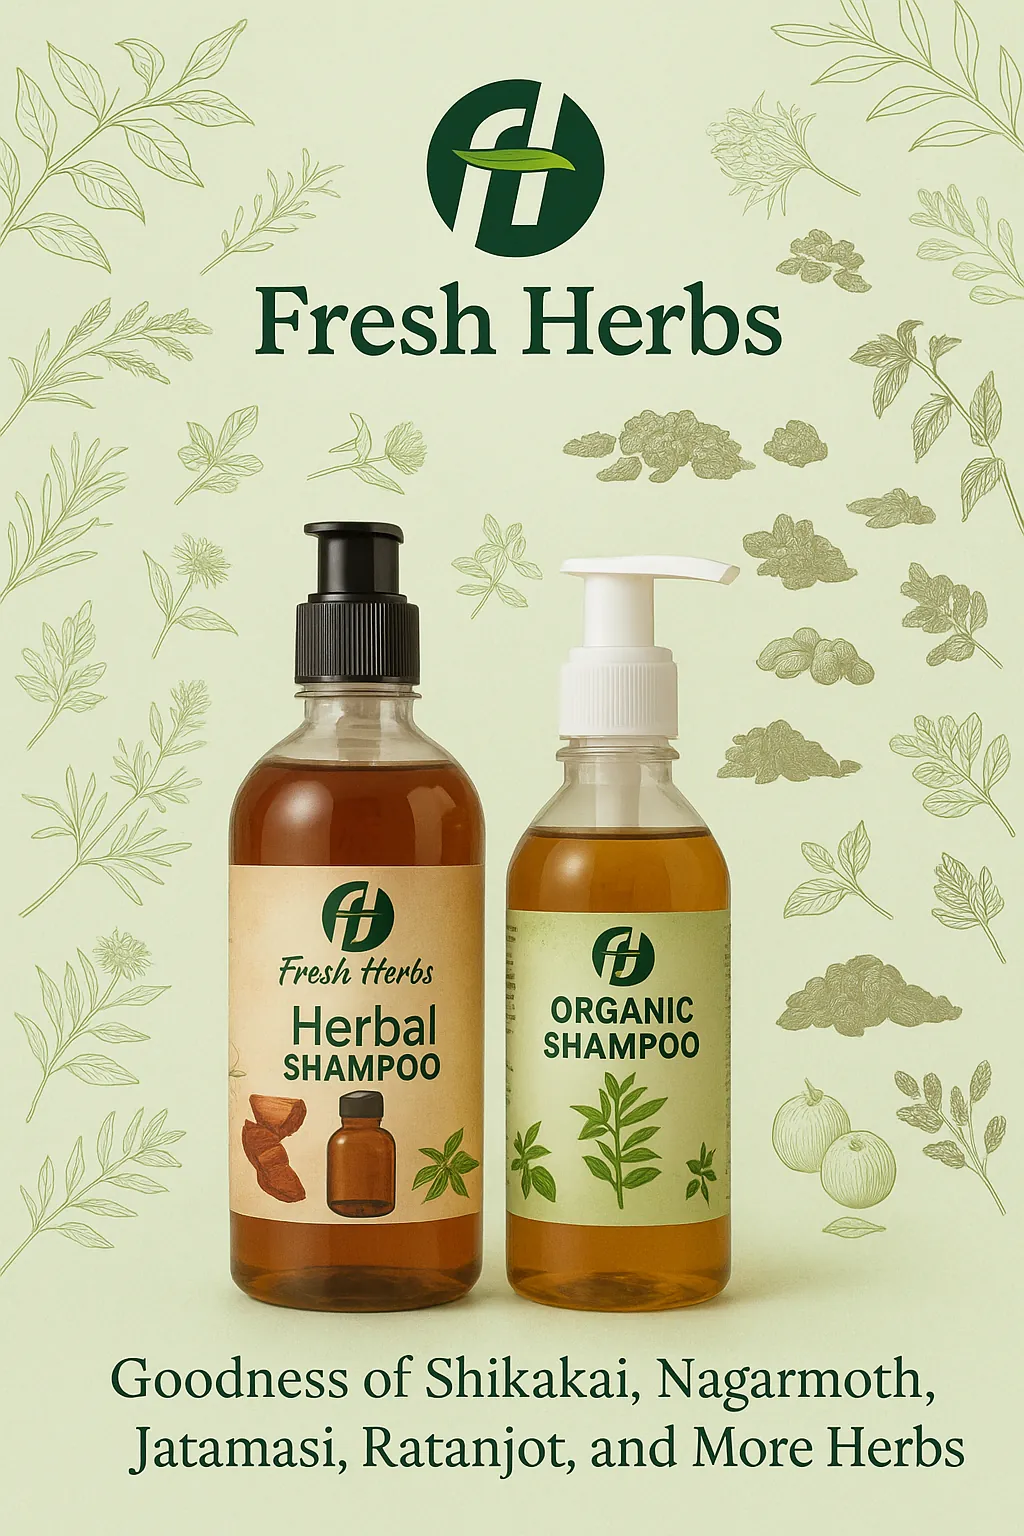 Fresh Herbs
Fresh Herbs
Herbal
SHAMPOO
ORGANIC
SHAMPOO
Goodness of Shikakai, Nagarmoth,
Jatamasi, Ratanjot, and More Herbs